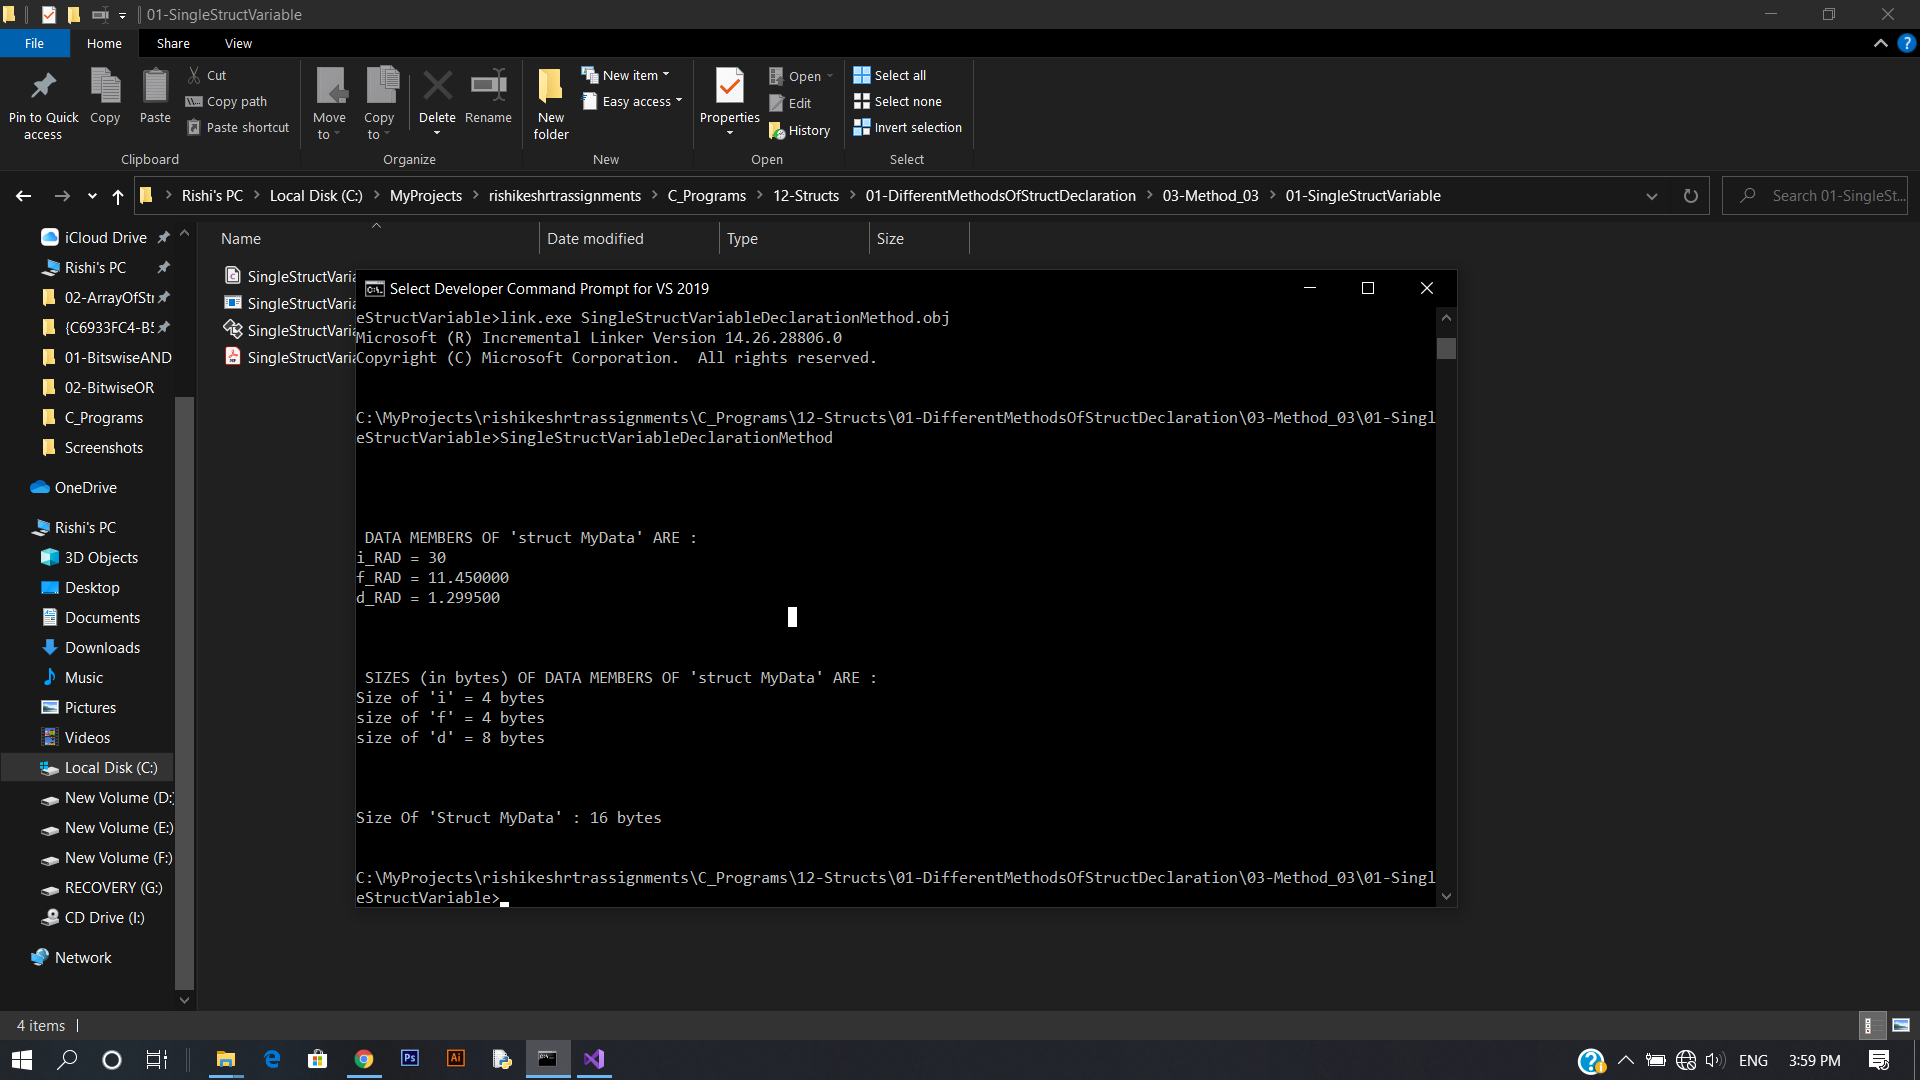 01-SingleStructVariable
File
Home
Share
View
Pin to Quick access
Copy
Paste
Cut
Copy path
Paste shortcut
Clipboard
Move to
Copy to
Delete
Rename
Organize
New folder
New item
Easy access
New
Properties
Open
Edit
History
Open
Select all
Select none
Invert selection
Select
Rishi's PC
Local Disk (C:)
MyProjects
rishikeshrtrassignments
C_Programs
12-Structs
01-DifferentMethodsOfStructDeclaration
03-Method_03
01-SingleStructVariable
Search 01-SingleSt...
iCloud Drive
Rishi's PC
02-ArrayOfStr
{C6933FC4-B5
01-BitswiseAND
02-BitwiseOR
C_Programs
Screenshots
OneDrive
Rishi's PC
3D Objects
Desktop
Documents
Downloads
Music
Pictures
Videos
Local Disk (C:)
New Volume (D:)
New Volume (E:)
New Volume (F:)
RECOVERY (G:)
CD Drive (I:)
Network
Name
Date modified
Type
Size
SingleStructVaria
SingleStructVaria
SingleStructVaria
SingleStructVaria
Select Developer Command Prompt for VS 2019
eStructVariable>link.exe SingleStructVariableDeclarationMethod.obj
Microsoft (R) Incremental Linker Version 14.26.28806.0
Copyright (C) Microsoft Corporation.  All rights reserved.
C:\MyProjects\rishikeshrtrassignments\C_Programs\12-Structs\01-DifferentMethodsOfStructDeclaration\03-Method_03\01-Singl
eStructVariable>SingleStructVariableDeclarationMethod
DATA MEMBERS OF 'struct MyData' ARE :
i_RAD = 30
f_RAD = 11.450000
d_RAD = 1.299500
SIZES (in bytes) OF DATA MEMBERS OF 'struct MyData' ARE :
Size of 'i' = 4 bytes
size of 'f' = 4 bytes
size of 'd' = 8 bytes
Size Of 'Struct MyData' : 16 bytes
C:\MyProjects\rishikeshrtrassignments\C_Programs\12-Structs\01-DifferentMethodsOfStructDeclaration\03-Method_03\01-Singl
eStructVariable>
4 items
Ps
Ai
ENG
3:59 PM